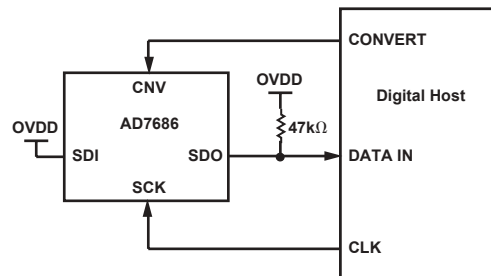 CONVERT
CNV
OVDD
Digital Host
AD7686
OVDD
47kΩ
SDI
SDO
DATA IN
SCK
CLK